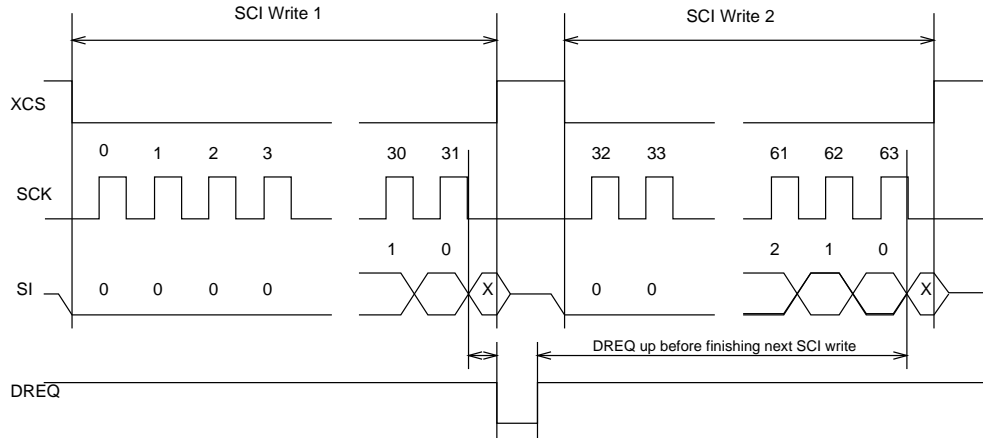 SCI Write 1 SCI Write 2
XCS
0 1 2 3 30 31 32 33 61 62 63
SCK
1 0 2 1 0
SI 0 0 0 0 X 0 0 X
DREQ up before finishing next SCI write
DREQ